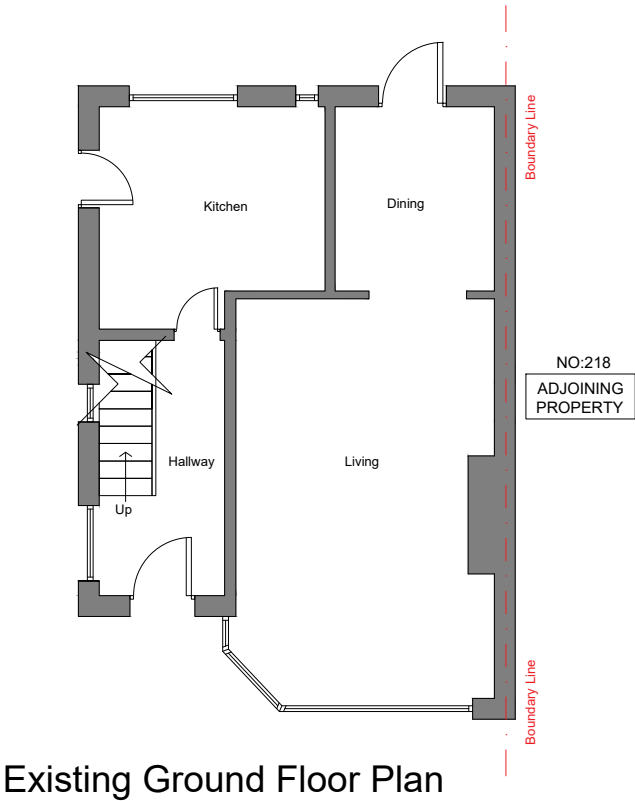 Boundary Line
Kitchen
Dining
NO:218
ADJOINING
PROPERTY
Hallway
Living
Up
Boundary Line
Existing Ground Floor Plan